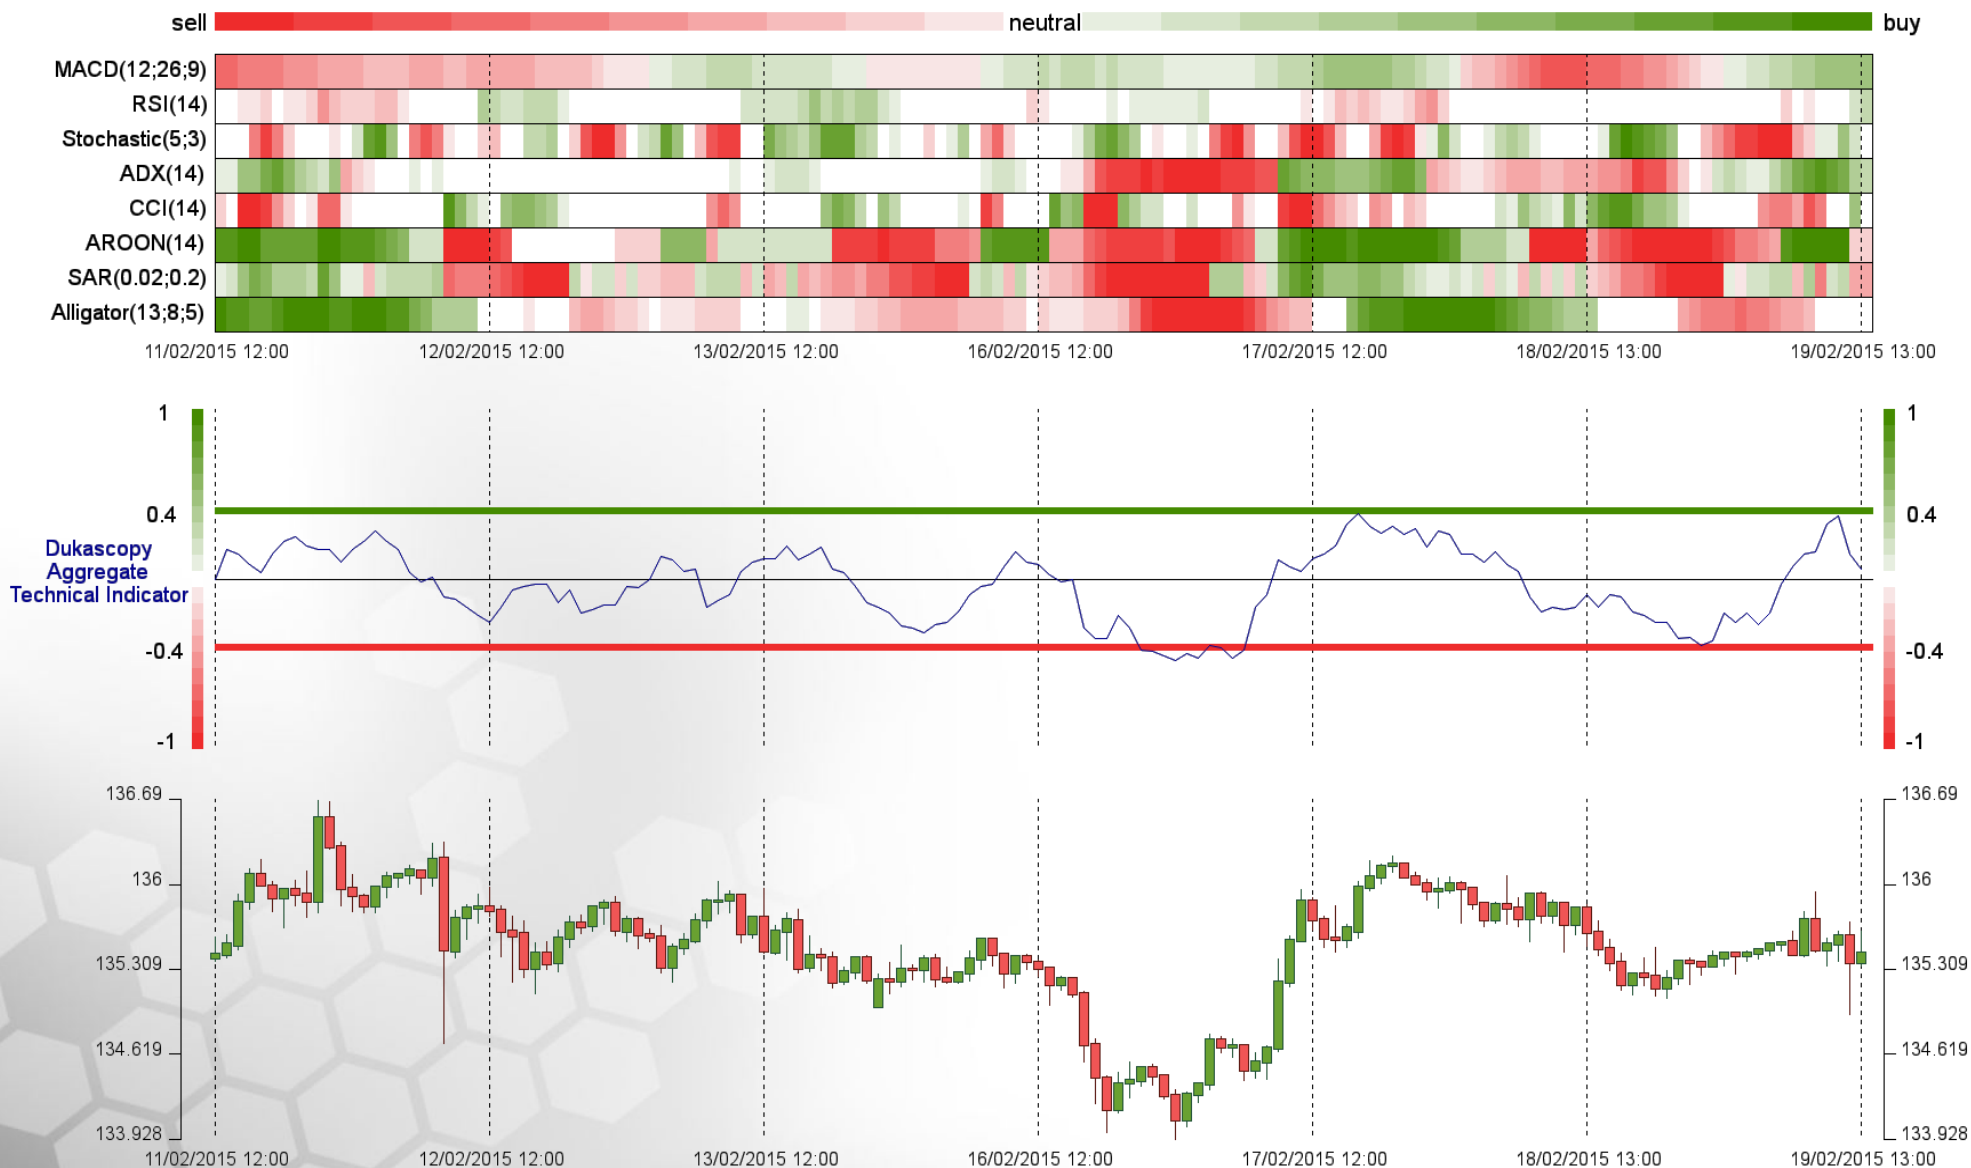 sell neutral buy
MACD(12;26;9)
RSI(14)
Stochastic(5;3)
ADX(14)
CCI(14)
AROON(14)
SAR(0.02;0.2)
Alligator(13;8;5)
11/02/2015 12:00 12/02/2015 12:00 13/02/2015 12:00 16/02/2015 12:00 17/02/2015 12:00 18/02/2015 13:00 19/02/2015 13:00
1 1
0.4 0.4
Dukascopy
Aggregate
Technical Indicator
-0.4 -0.4
-1 -1
136.69 136.69
136 136
135.309 135.309
134.619 134.619
133.928 133.928
11/02/2015 12:00 12/02/2015 12:00 13/02/2015 12:00 16/02/2015 12:00 17/02/2015 12:00 18/02/2015 13:00 19/02/2015 13:00